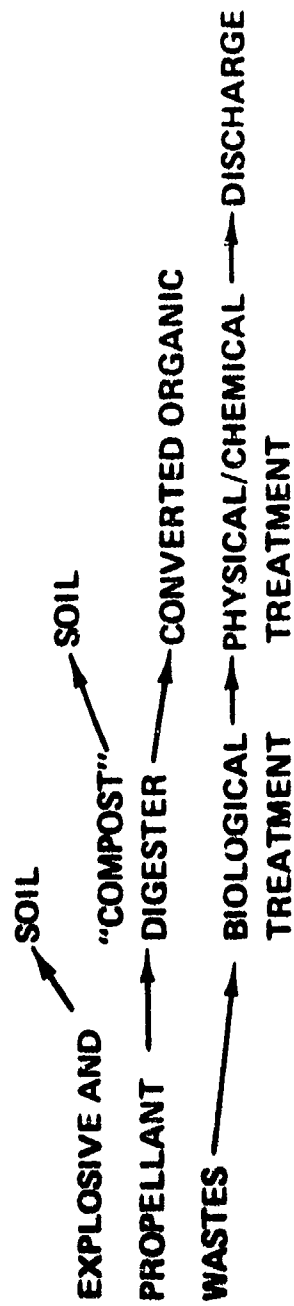 SOIL
EXPLOSIVE AND
"COMPOST"
SOIL
PROPELLANT
DIGESTER
CONVERTED ORGANIC
WASTES
BIOLOGICAL
TREATMENT
PHYSICAL/CHEMICAL
TREATMENT
DISCHARGE